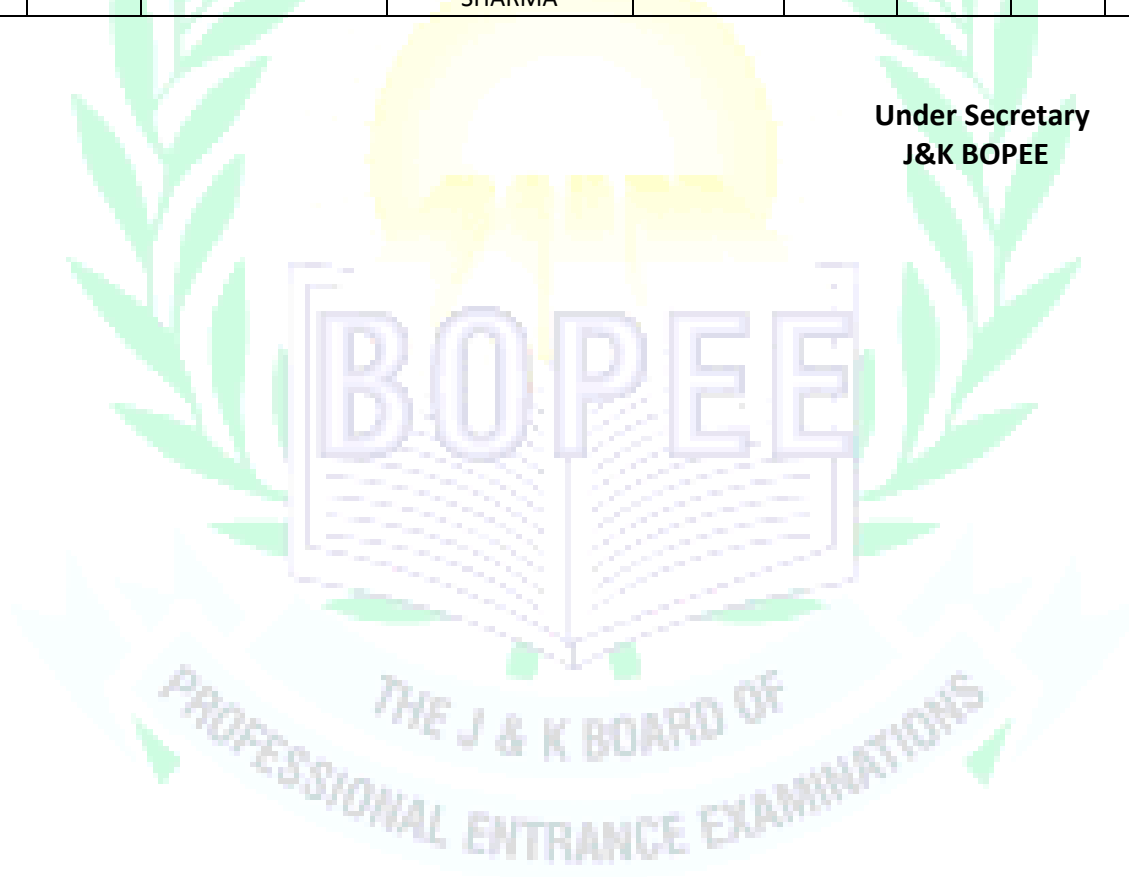 SHARMA
Under Secretary
J&K BOPEE
BOPEE
THE J & K BOARD OF
PROFESSIONAL ENTRANCE EXAMINATIONS